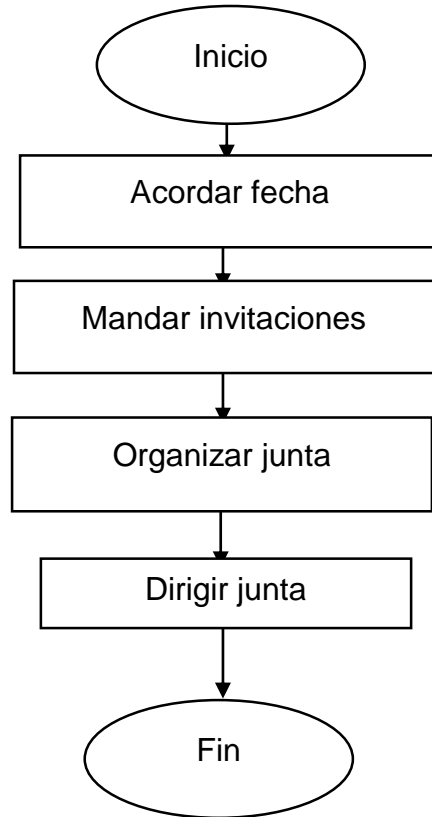 Inicio
Acordar fecha
Mandar invitaciones
Organizar junta
Dirigir junta
Fin